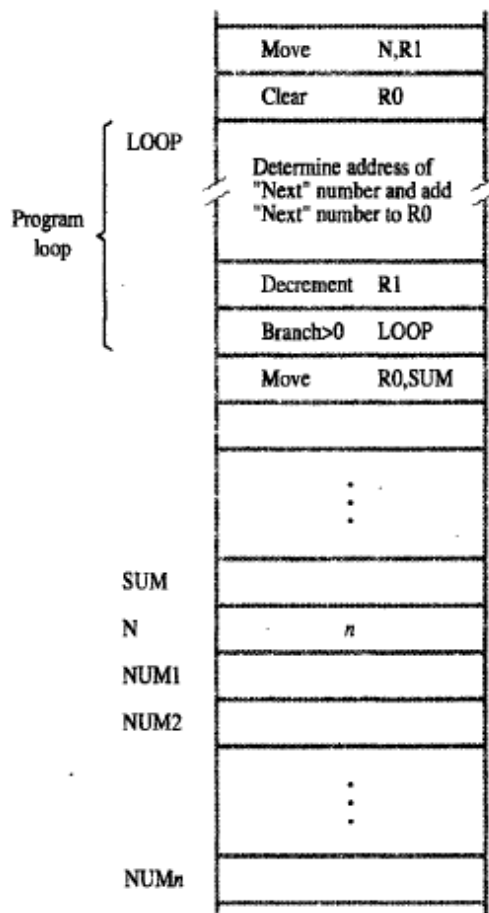 Move N,R1
Clear R0
LOOP
Determine address of
"Next" number and add
"Next" number to R0
Program
loop
Decrement R1
Branch>0 LOOP
Move R0,SUM
SUM
N n
NUM1
NUM2
NUMn